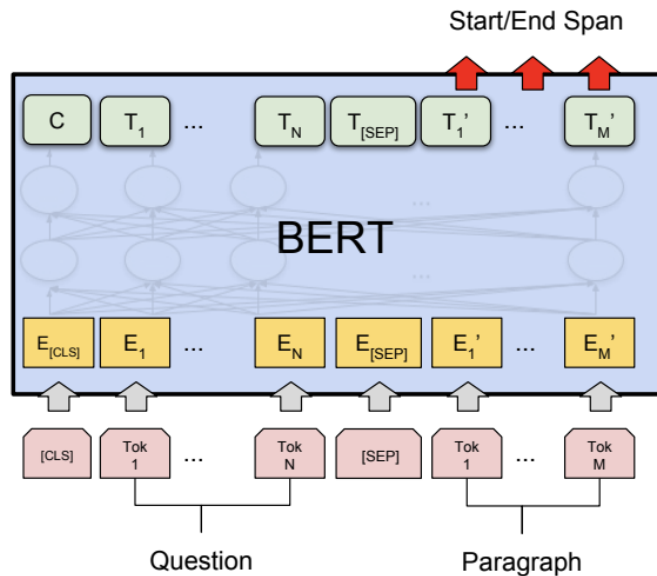 Start/End Span
C T1 ... TN T[SEP] T1' ... TM'
...
BERT
...
E[CLS] E1 ... EN E[SEP] E1' ... EM'
[CLS] Tok 1 ... Tok N [SEP] Tok 1 ... Tok M
Question Paragraph